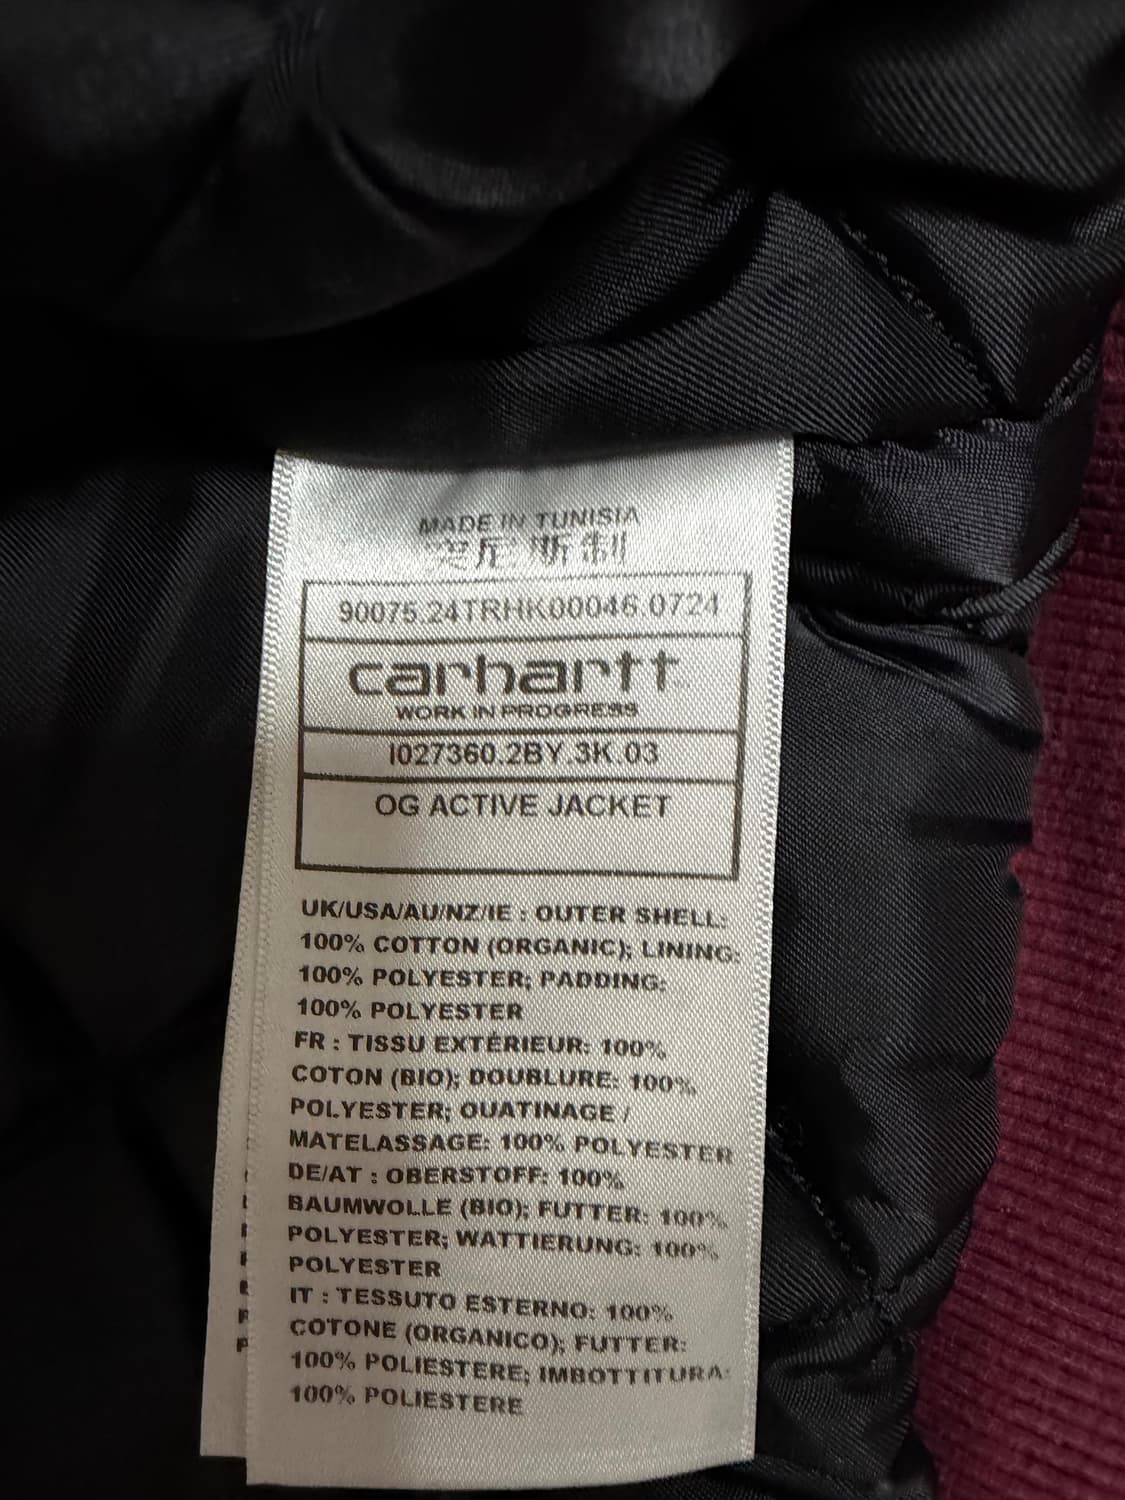 MADE IN TUNISIA
突尼斯制
90075.24TRHK00046.0724
carhartt
WORK IN PROGRESS
I027360.2BY.3K.03
OG ACTIVE JACKET
UK/USA/AU/NZ/IE : OUTER SHELL:
100% COTTON (ORGANIC); LINING:
100% POLYESTER; PADDING:
100% POLYESTER
FR : TISSU EXTÉRIEUR: 100%
COTON (BIO); DOUBLURE: 100%
POLYESTER; OUATINAGE /
MATELASSAGE: 100% POLYESTER
DE/AT : OBERSTOFF: 100%
BAUMWOLLE (BIO); FUTTER: 100%
POLYESTER; WATTIERUNG: 100%
POLYESTER
IT : TESSUTO ESTERNO: 100%
COTONE (ORGANICO); FUTTER:
100% POLIESTERE; IMBOTTITURA:
100% POLIESTERE